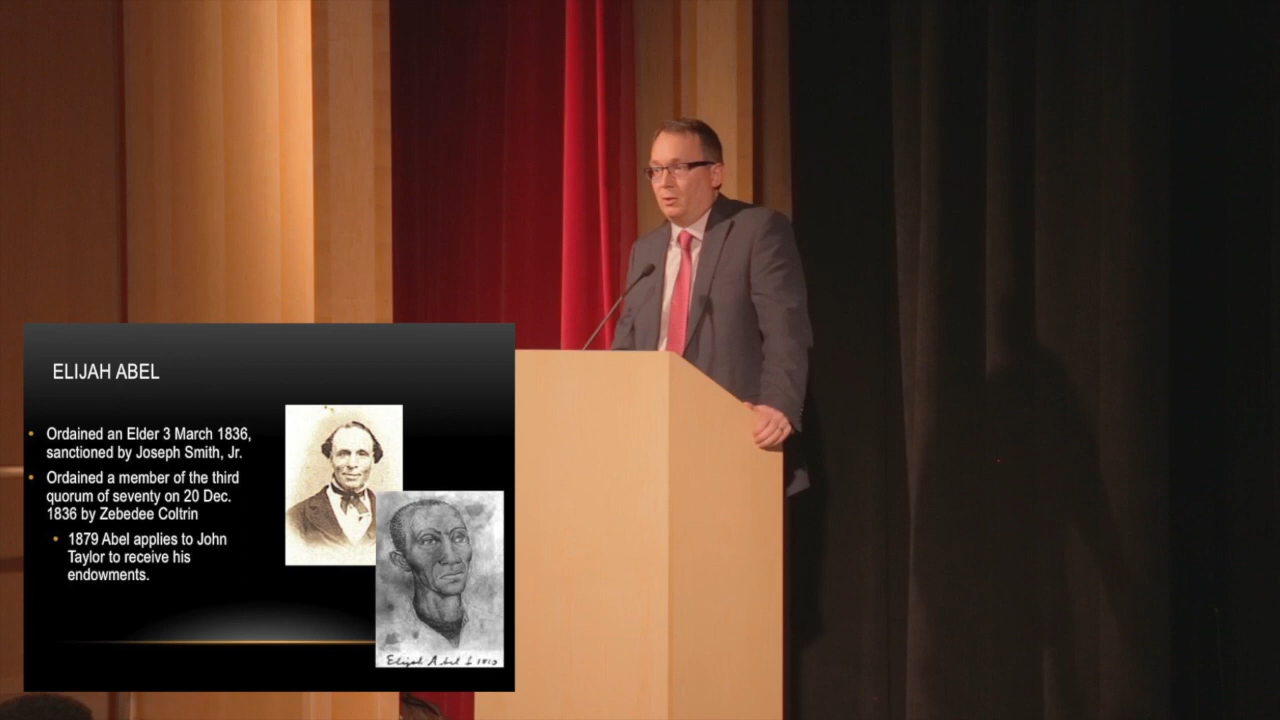 ELIJAH ABEL
• Ordained an Elder 3 March 1836,
sanctioned by Joseph Smith, Jr.
• Ordained a member of the third
quorum of seventy on 20 Dec.
1836 by Zebedee Coltrin
• 1879 Abel applies to John
Taylor to receive his
endowments.
Elijah Abel